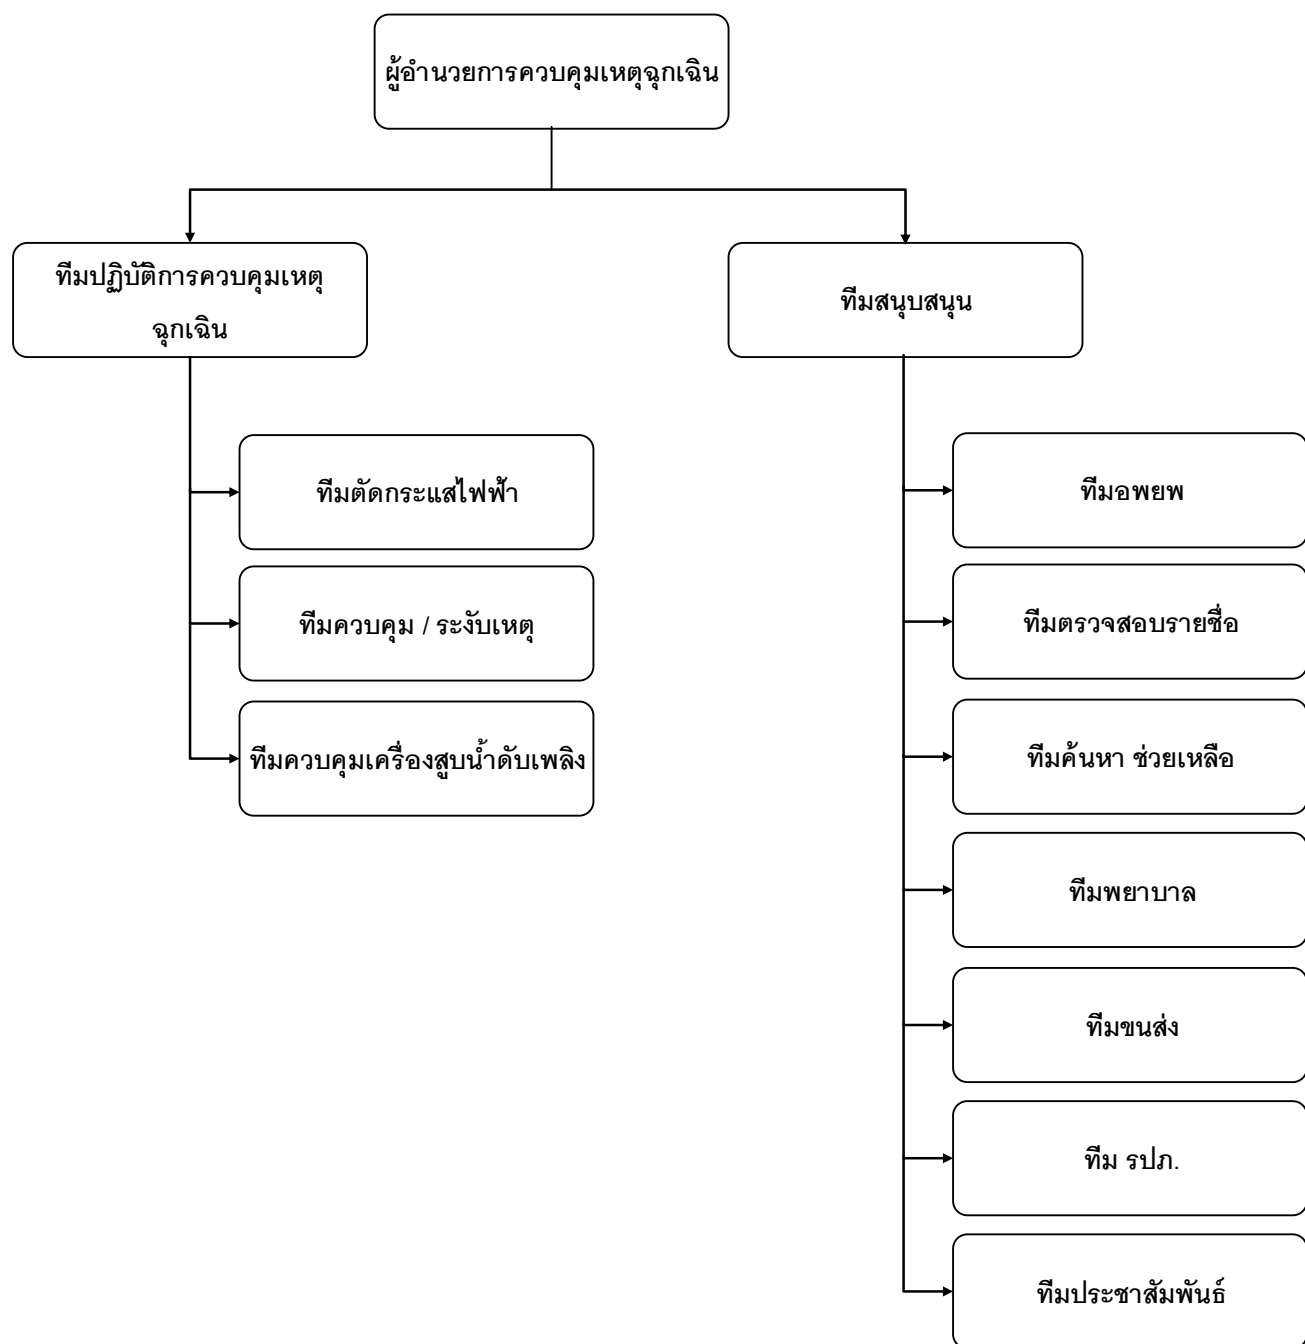 ผู้อำนวยการควบคุมเหตุฉุกเฉิน
ทีมปฏิบัติการควบคุมเหตุ
ฉุกเฉิน
ทีมสนุบสนุน
ทีมตัดกระแสไฟฟ้า
ทีมควบคุม / ระงับเหตุ
ทีมควบคุมเครื่องสูบน้ำดับเพลิง
ทีมอพยพ
ทีมตรวจสอบรายชื่อ
ทีมค้นหา ช่วยเหลือ
ทีมพยาบาล
ทีมขนส่ง
ทีม รปภ.
ทีมประชาสัมพันธ์